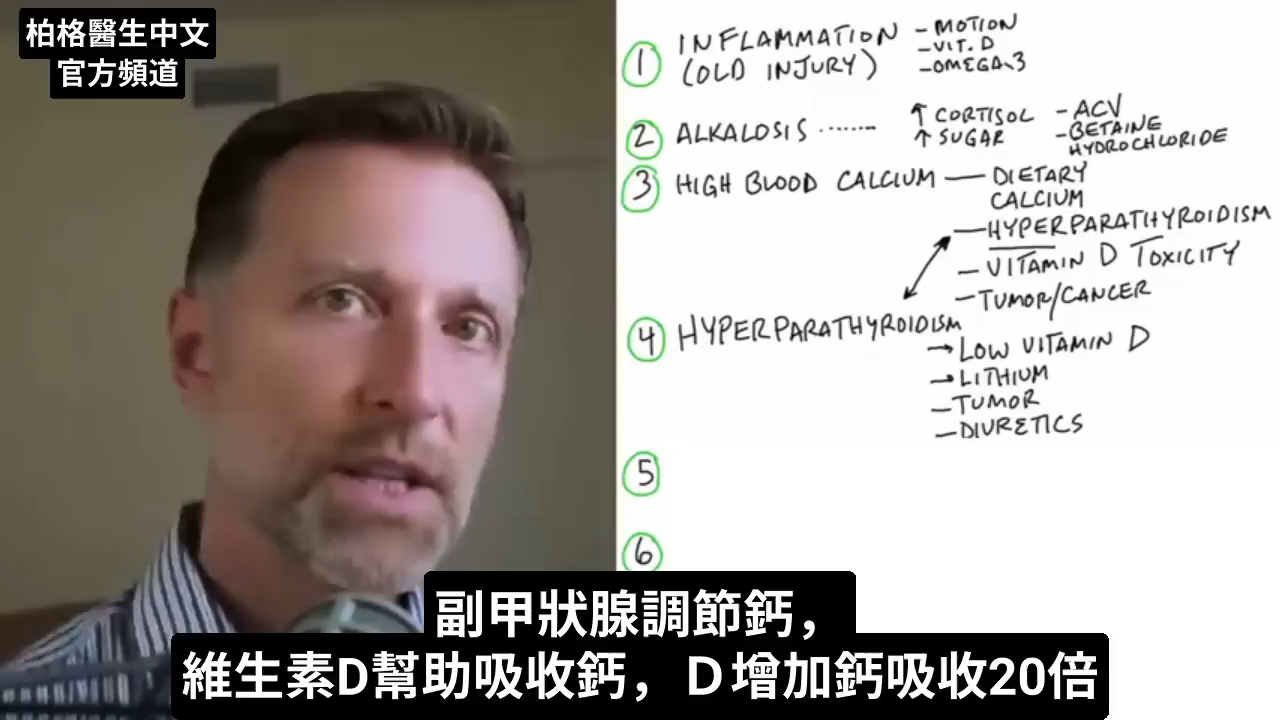 柏格醫生中文
官方頻道
1 INFLAMMATION - MOTION
(OLD INJURY) - VIT. D
- OMEGA-3
2 ALKALOSIS ....... ↑ CORTISOL - ACV
↑ SUGAR - BETAINE
HYDROCHLORIDE
3 HIGH BLOOD CALCIUM — DIETARY
CALCIUM
— HYPERPARATHYROIDISM
— VITAMIN D TOXICITY
— TUMOR/CANCER
4 HYPERPARATHYROIDISM
→ LOW VITAMIN D
→ LITHIUM
— TUMOR
— DIURETICS
5
6
副甲狀腺調節鈣，
維生素D幫助吸收鈣，D增加鈣吸收20倍